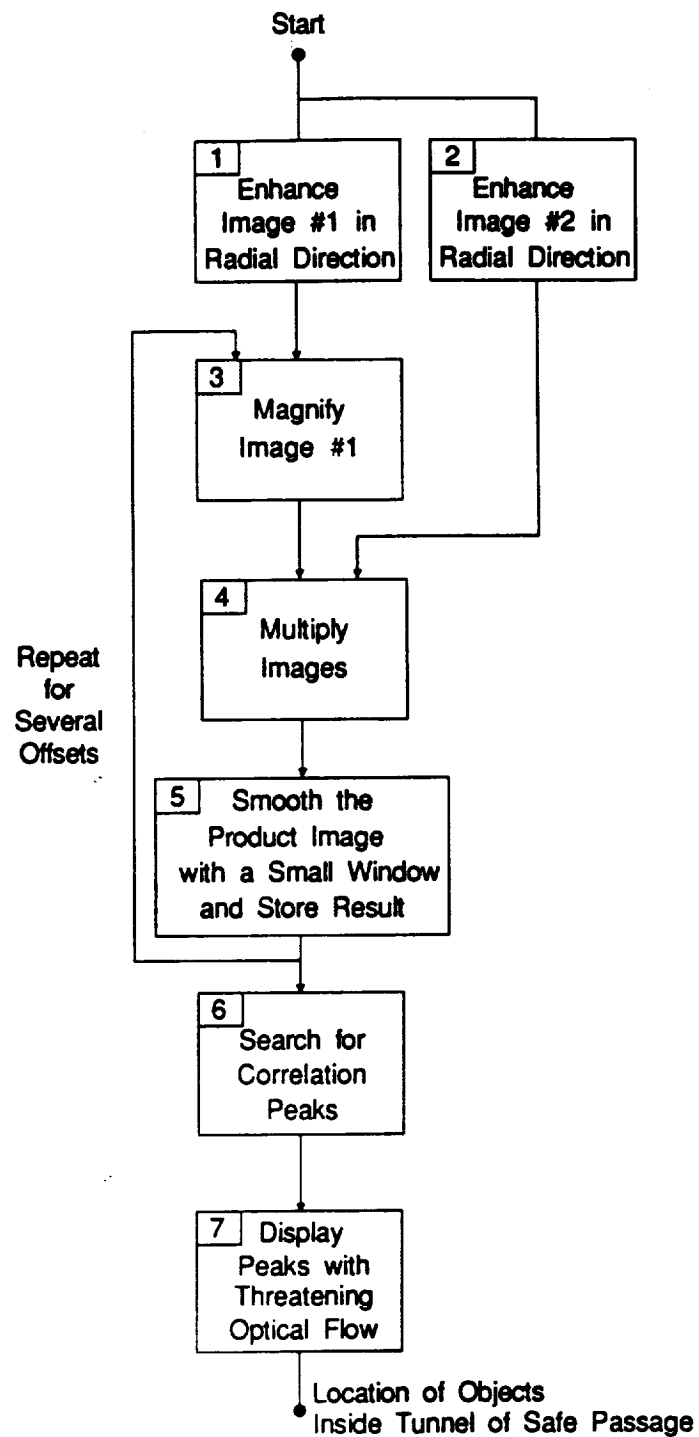 Start
1
Enhance
Image #1 in
Radial Direction
2
Enhance
Image #2 in
Radial Direction
3
Magnify
Image #1
4
Multiply
Images
Repeat
for
Several
Offsets
5
Smooth the
Product Image
with a Small Window
and Store Result
6
Search for
Correlation
Peaks
7
Display
Peaks with
Threatening
Optical Flow
Location of Objects
Inside Tunnel of Safe Passage